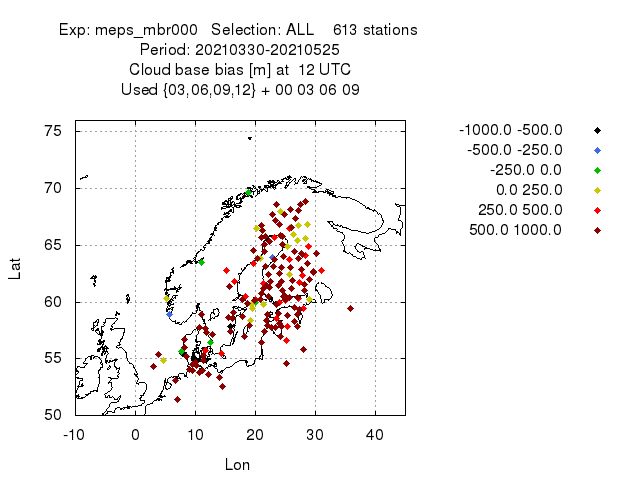 Exp: meps_mbr000   Selection: ALL    613 stations
Period: 20210330-20210525
Cloud base bias [m] at  12 UTC
Used {03,06,09,12} + 00 03 06 09
75
70
65
60
55
50
-10 0 10 20 30 40
Lat
Lon
-1000.0 -500.0
-500.0 -250.0
-250.0 0.0
0.0 250.0
250.0 500.0
500.0 1000.0